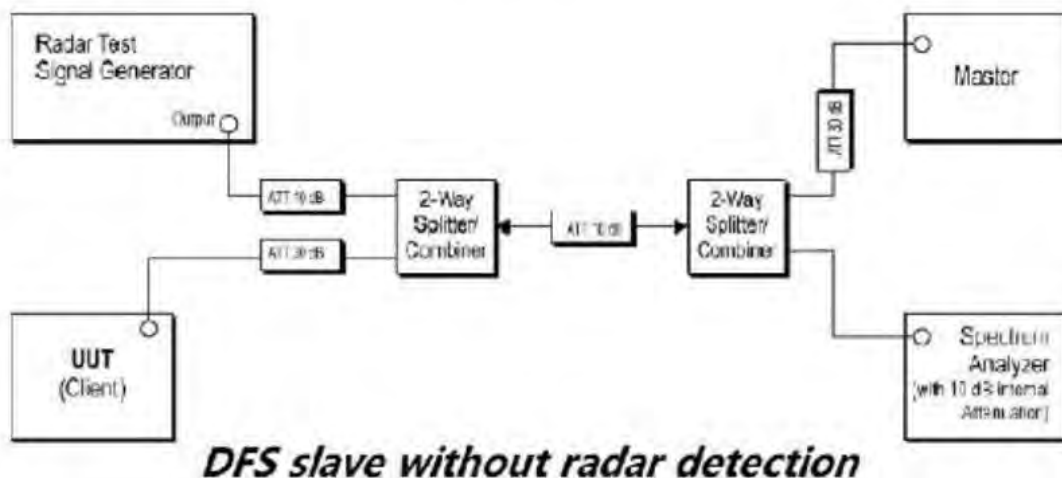 Radar Test
Signal Generator
Output
Master
ATT 10 dB
ATT 30 dB
2-Way
Splitter/
Combiner
ATT 10 dB
2-Way
Splitter/
Combiner
ATT 30 dB
UUT
(Client)
Spectrum
Analyzer
(with 10 dB internal
Attenuation)
DFS slave without radar detection